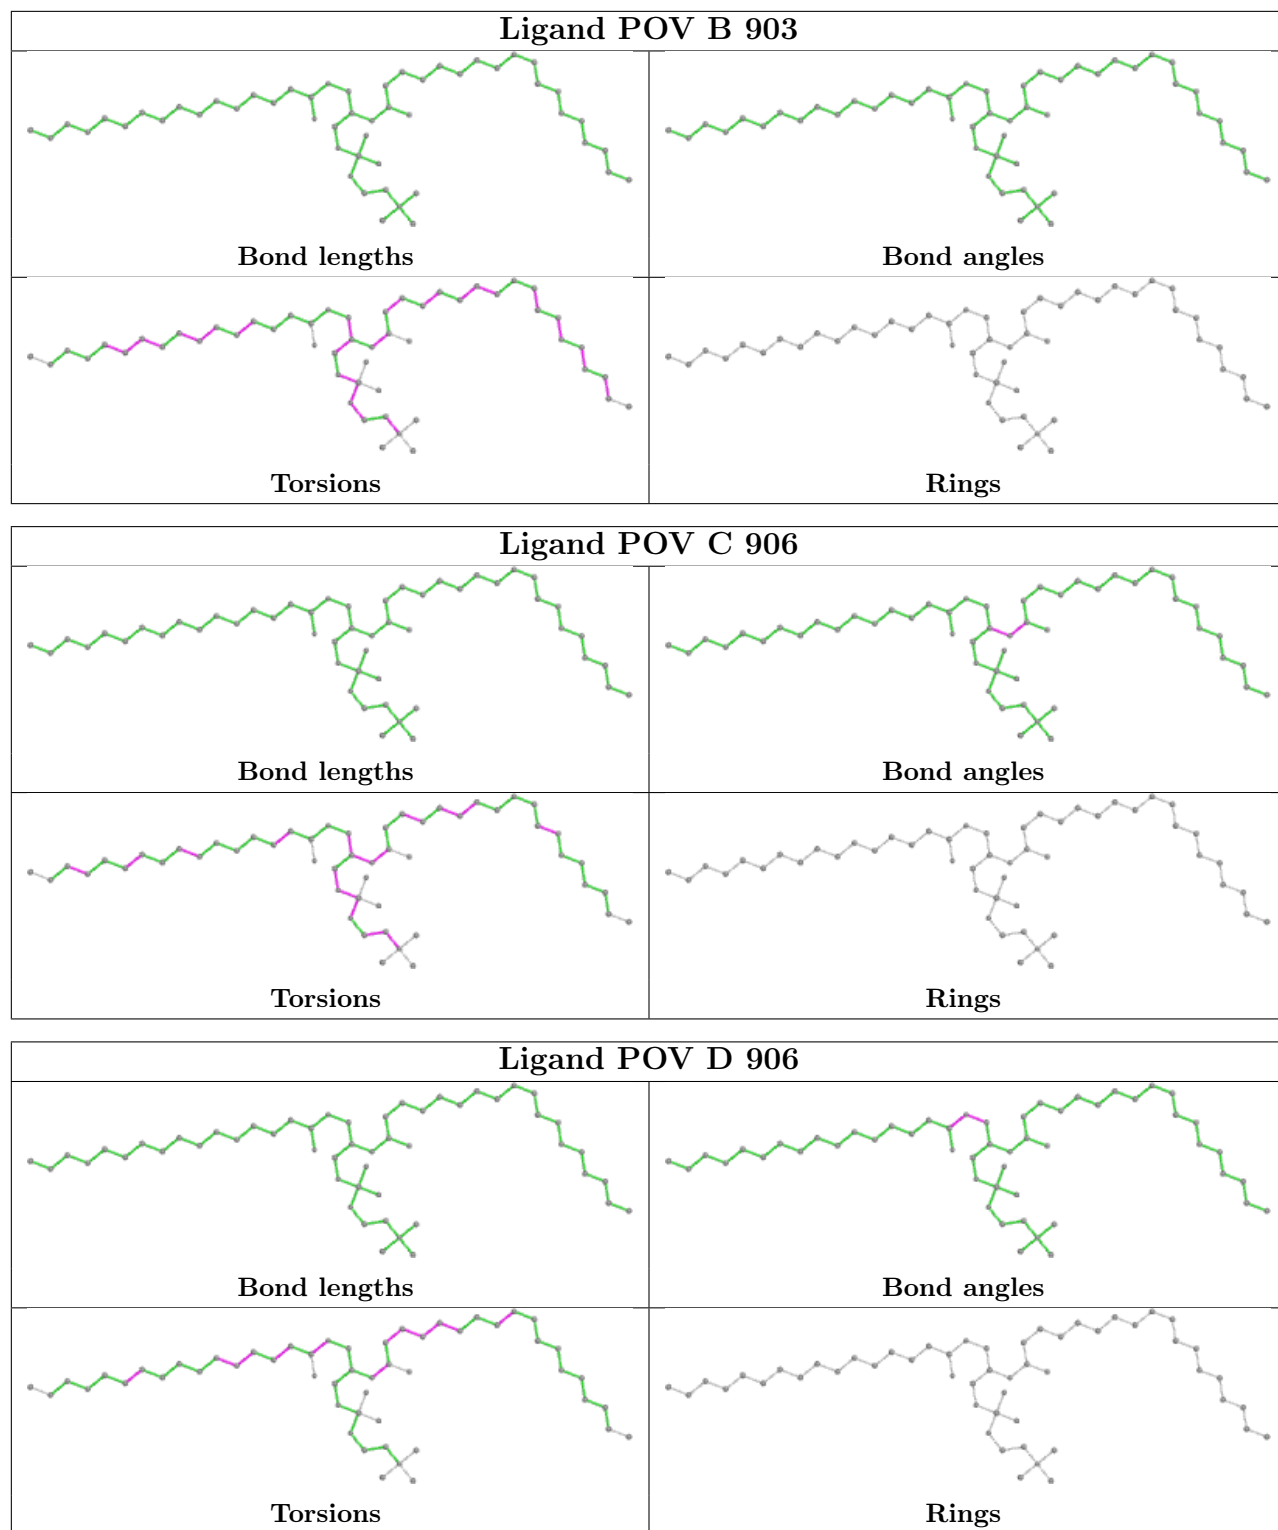 Ligand POV B 903
Bond lengths
Bond angles
Torsions
Rings
Ligand POV C 906
Bond lengths
Bond angles
Torsions
Rings
Ligand POV D 906
Bond lengths
Bond angles
Torsions
Rings